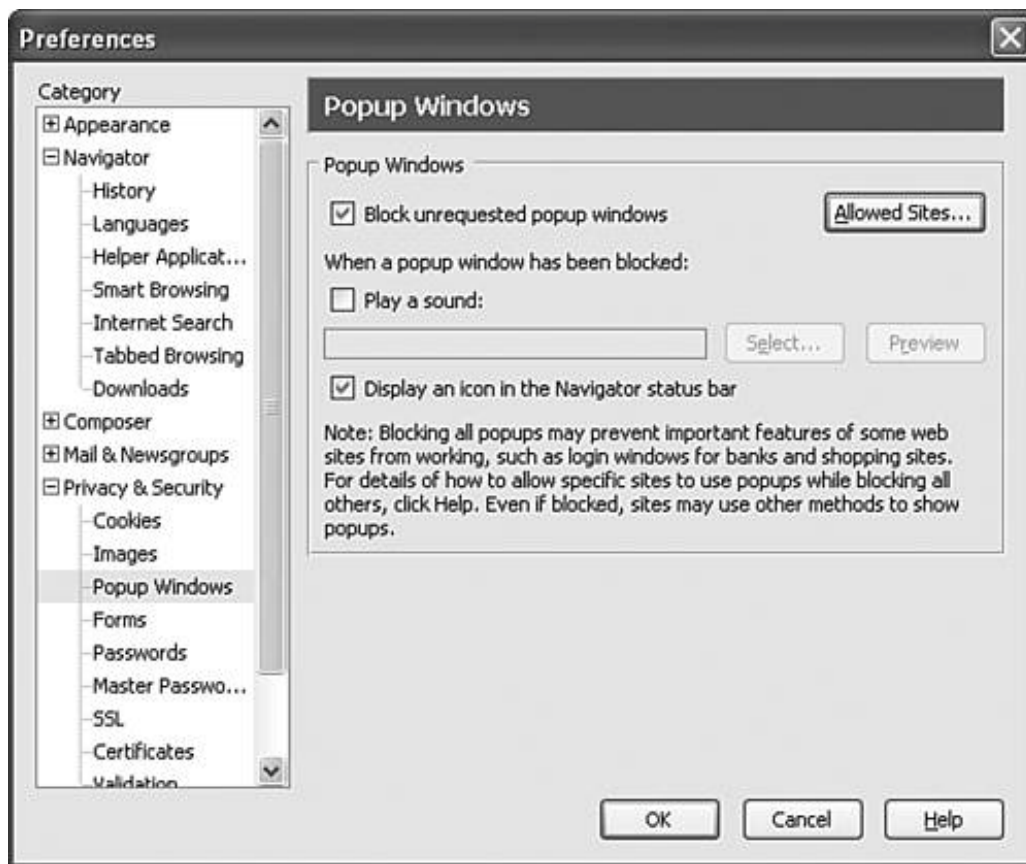 Preferences
Category
Appearance
Navigator
History
Languages
Helper Applicat...
Smart Browsing
Internet Search
Tabbed Browsing
Downloads
Composer
Mail & Newsgroups
Privacy & Security
Cookies
Images
Popup Windows
Forms
Passwords
Master Passwo...
SSL
Certificates
Validation
Popup Windows
Popup Windows
Block unrequested popup windows
Allowed Sites...
When a popup window has been blocked:
Play a sound:
Select...
Preview
Display an icon in the Navigator status bar
Note: Blocking all popups may prevent important features of some web
sites from working, such as login windows for banks and shopping sites.
For details of how to allow specific sites to use popups while blocking all
others, click Help. Even if blocked, sites may use other methods to show
popups.
OK
Cancel
Help